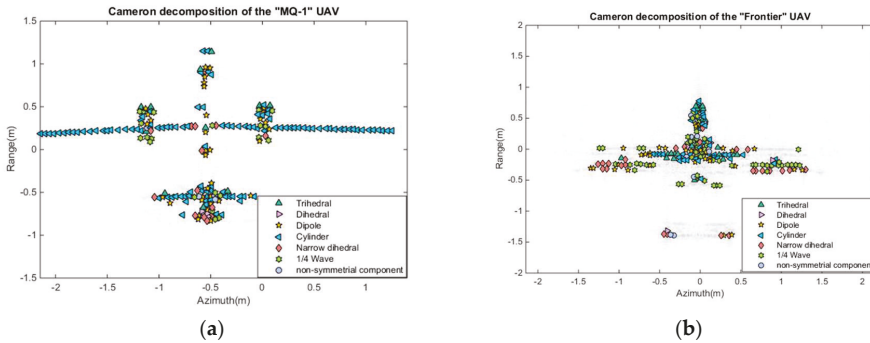 Cameron decomposition of the "MQ-1" UAV
1.5
1
0.5
0
-0.5
-1
-1.5
Range(m)
-2
-1.5
-1
-0.5
0
0.5
1
Azimuth(m)
Trihedral
Dihedral
Dipole
Cylinder
Narrow dihedral
1/4 Wave
non-symmetrial component
(a)
Cameron decomposition of the "Frontier" UAV
2
1.5
1
0.5
0
-0.5
-1
-1.5
-2
Range(m)
-2
-1.5
-1
-0.5
0
0.5
1
1.5
2
Azimuth(m)
Trihedral
Dihedral
Dipole
Cylinder
Narrow dihedral
1/4 Wave
non-symmetrial component
(b)